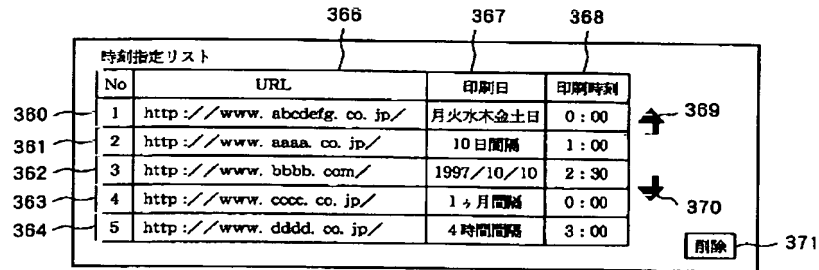 366 367 368
時刻指定リスト
No URL 印刷日 印刷時刻
360 1 http://www. abcdefg. co. jp/ 月火水木金土日 0:00 369
361 2 http://www. aaaa. co. jp/ 10日間隔 1:00
362 3 http://www. bbbb. com/ 1997/10/10 2:30
363 4 http://www. cccc. co. jp/ 1ヶ月間隔 0:00 370
364 5 http://www. dddd. co. jp/ 4時間間隔 3:00
削除 371